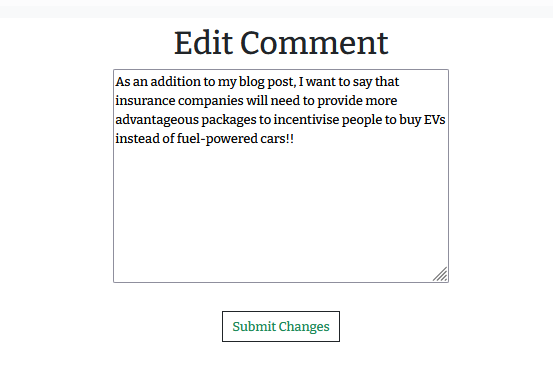 Edit Comment
As an addition to my blog post, I want to say that
insurance companies will need to provide more
advantageous packages to incentivise people to buy EVs
instead of fuel-powered cars!!
Submit Changes